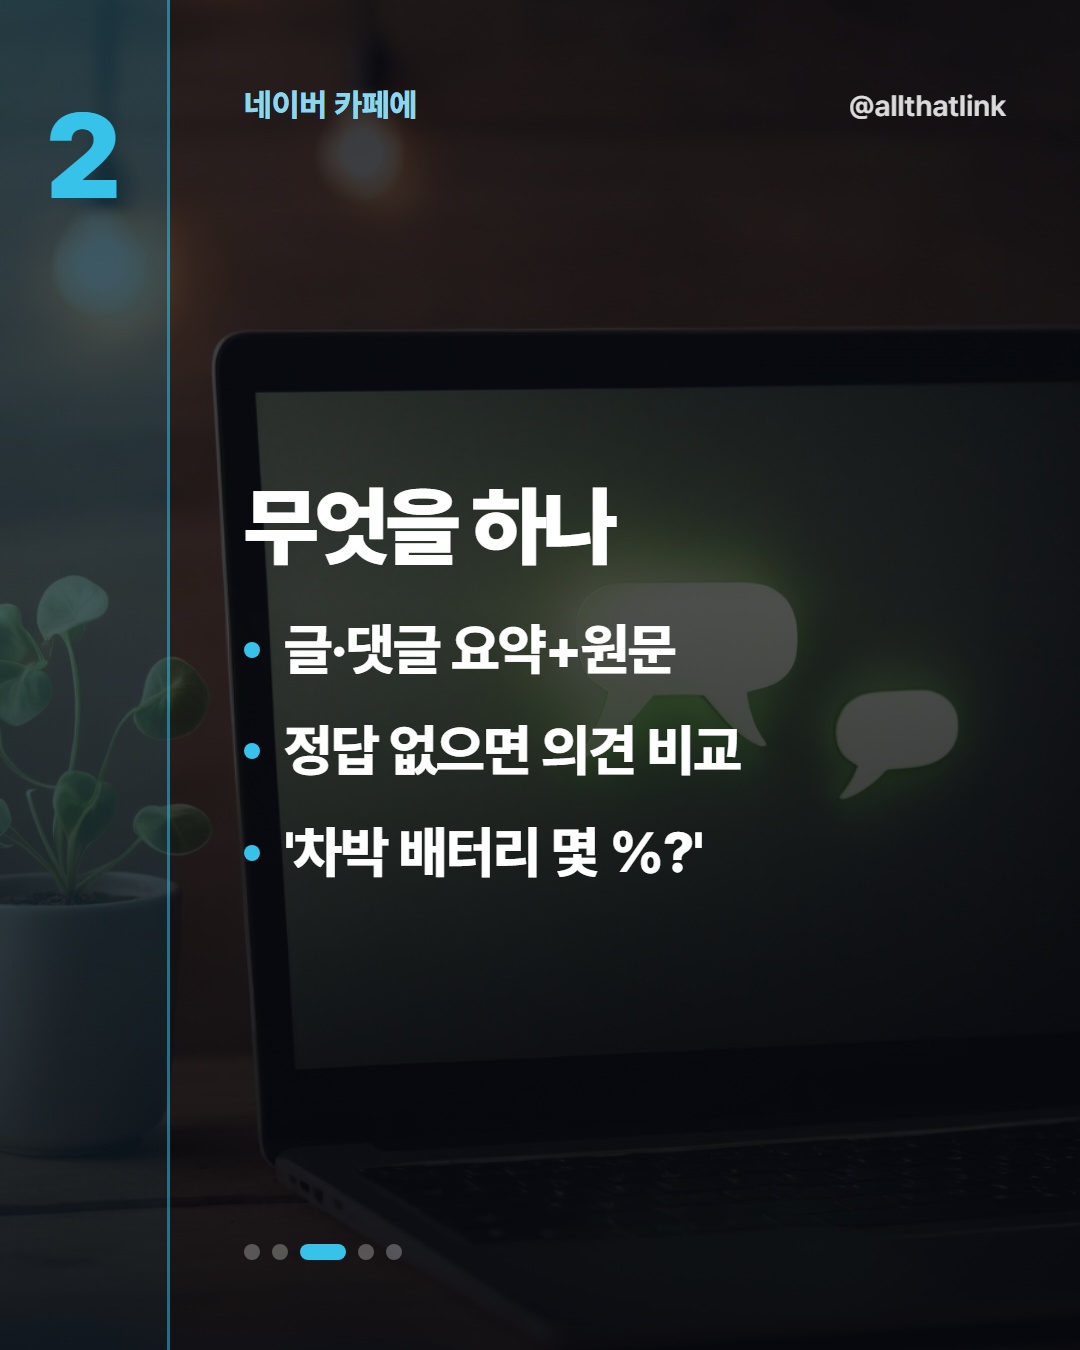 2
네이버 카페에
@allthatlink
무엇을 하나
• 글·댓글 요약+원문
• 정답 없으면 의견 비교
• '차박 배터리 몇 %?'